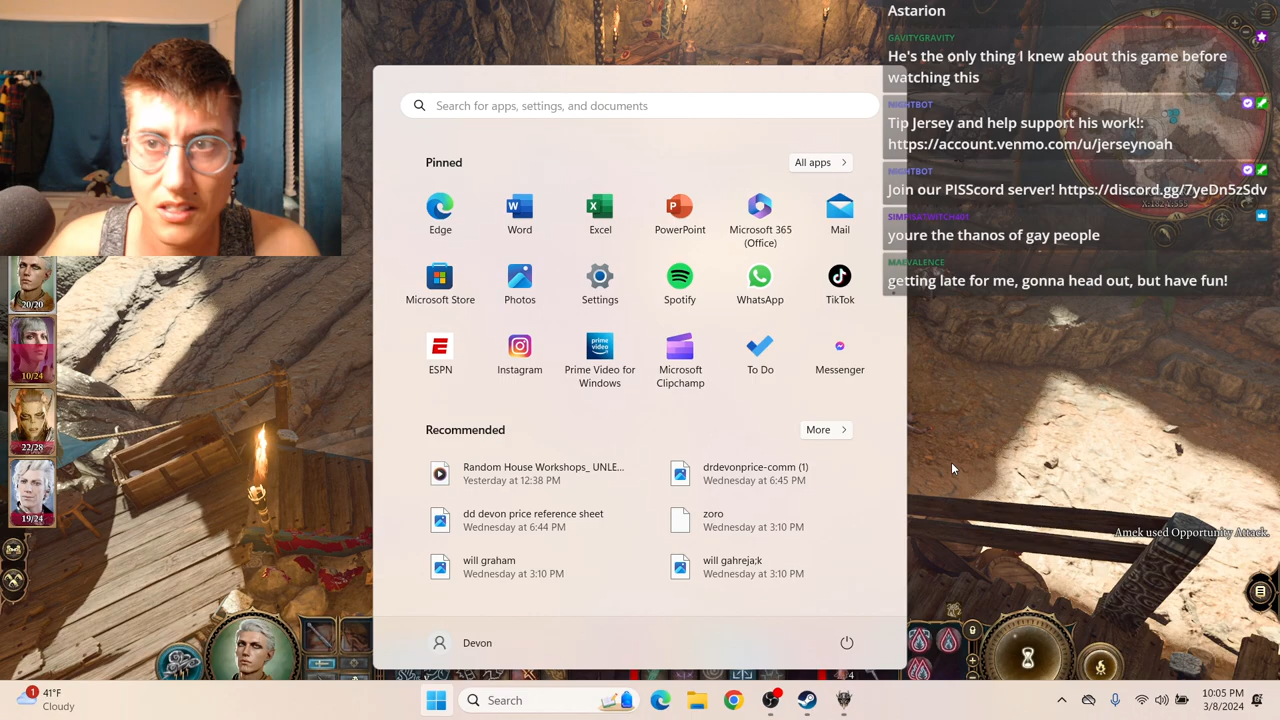 Astarion
GAVITYGRAVITY
He's the only thing I knew about this game before
watching this
NIGHTBOT
Tip Jersey and help support his work!:
https://account.venmo.com/u/jerseynoah
NIGHTBOT
Join our PISScord server! https://discord.gg/7yeDn5zSdv
SIMPISATWITCH401
youre the thanos of gay people
MAEVALENCE
getting late for me, gonna head out, but have fun!
Search for apps, settings, and documents
Pinned
All apps
Edge
Word
Excel
PowerPoint
Microsoft 365
(Office)
Mail
Microsoft Store
Photos
Settings
Spotify
WhatsApp
TikTok
ESPN
Instagram
prime
video
Prime Video for
Windows
Microsoft
Clipchamp
To Do
Messenger
Recommended
More
Random House Workshops_ UNLE...
Yesterday at 12:38 PM
drdevonprice-comm (1)
Wednesday at 6:45 PM
dd devon price reference sheet
Wednesday at 6:44 PM
zoro
Wednesday at 3:10 PM
will graham
Wednesday at 3:10 PM
will gahreja;k
Wednesday at 3:10 PM
Devon
20/20
10/24
22/28
19/24
Amek used Opportunity Attack.
1
41°F
Cloudy
Search
10:05 PM
3/8/2024